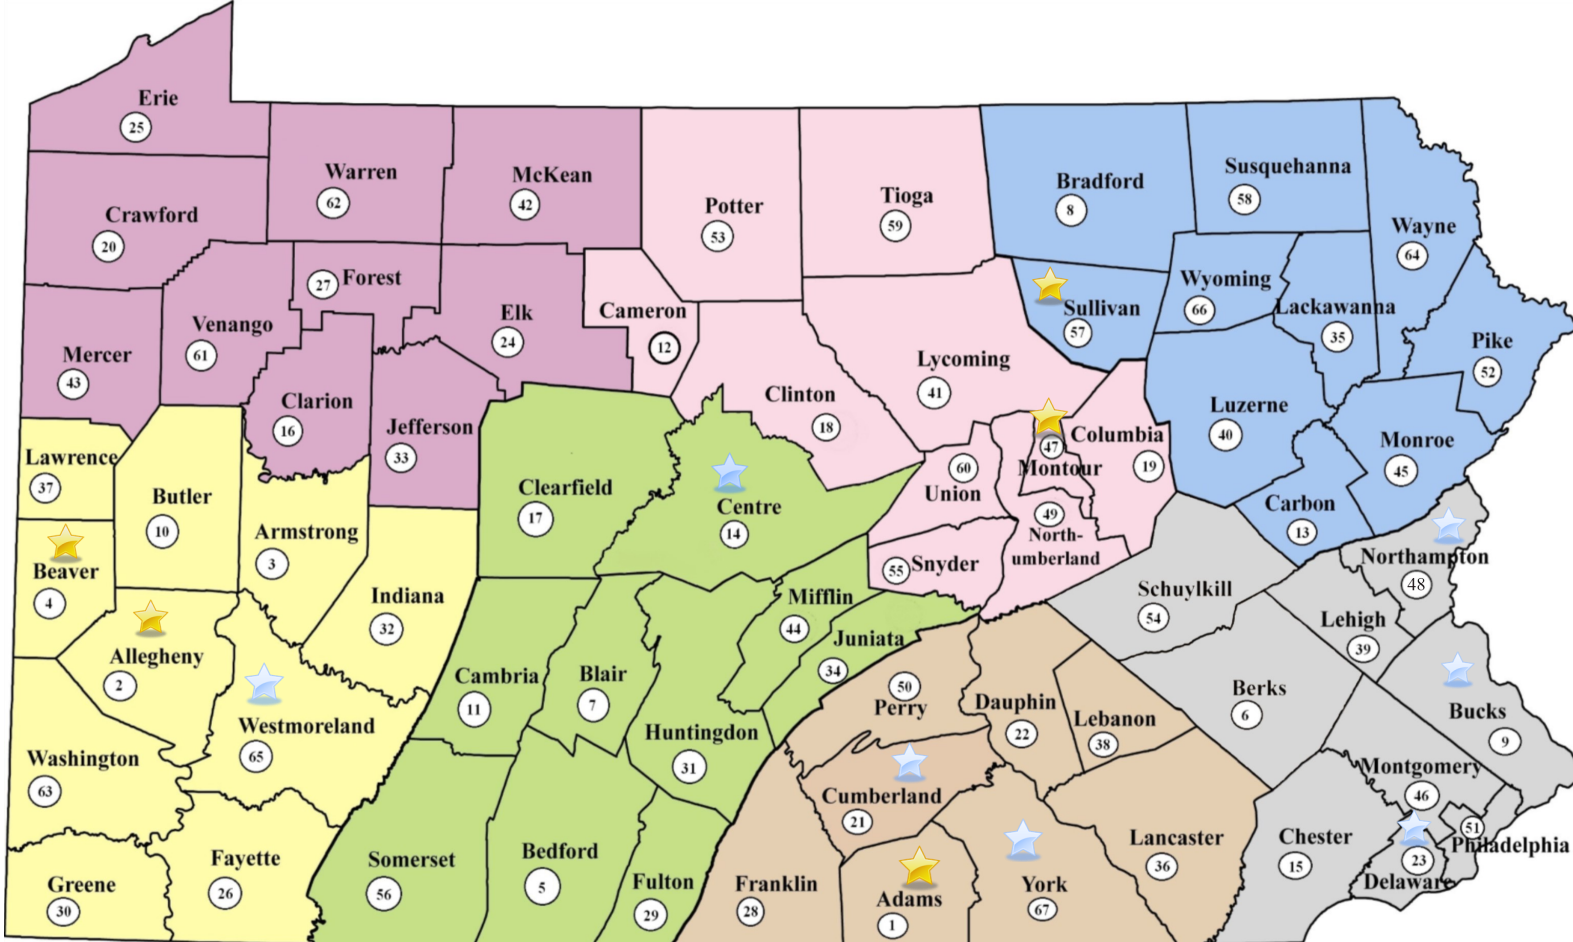 Erie
25
Warren
62
McKean
42
Potter
53
Tioga
59
Bradford
8
Susquehanna
58
Wayne
64
Crawford
20
Forest
27
Elk
24
Cameron
12
Sullivan
57
Wyoming
66
Lackawanna
35
Pike
52
Mercer
43
Venango
61
Clarion
16
Jefferson
33
Clinton
18
Lycoming
41
Columbia
19
Montour
47
Luzerne
40
Monroe
45
Carbon
13
Lawrence
37
Butler
10
Armstrong
3
Clearfield
17
Centre
14
Union
60
Snyder
55
49
North-
umberland
Schuylkill
54
Northampton
48
Lehigh
39
Beaver
4
Allegheny
2
Indiana
32
Westmoreland
65
Cambria
11
Blair
7
Huntingdon
31
Mifflin
44
Juniata
34
50
Perry
Dauphin
22
Lebanon
38
Berks
6
Bucks
9
Washington
63
Greene
30
Fayette
26
Somerset
56
Bedford
5
Fulton
29
Franklin
28
Cumberland
21
Adams
1
York
67
Lancaster
36
Chester
15
Montgomery
46
51
Philadelphia
23
Delaware